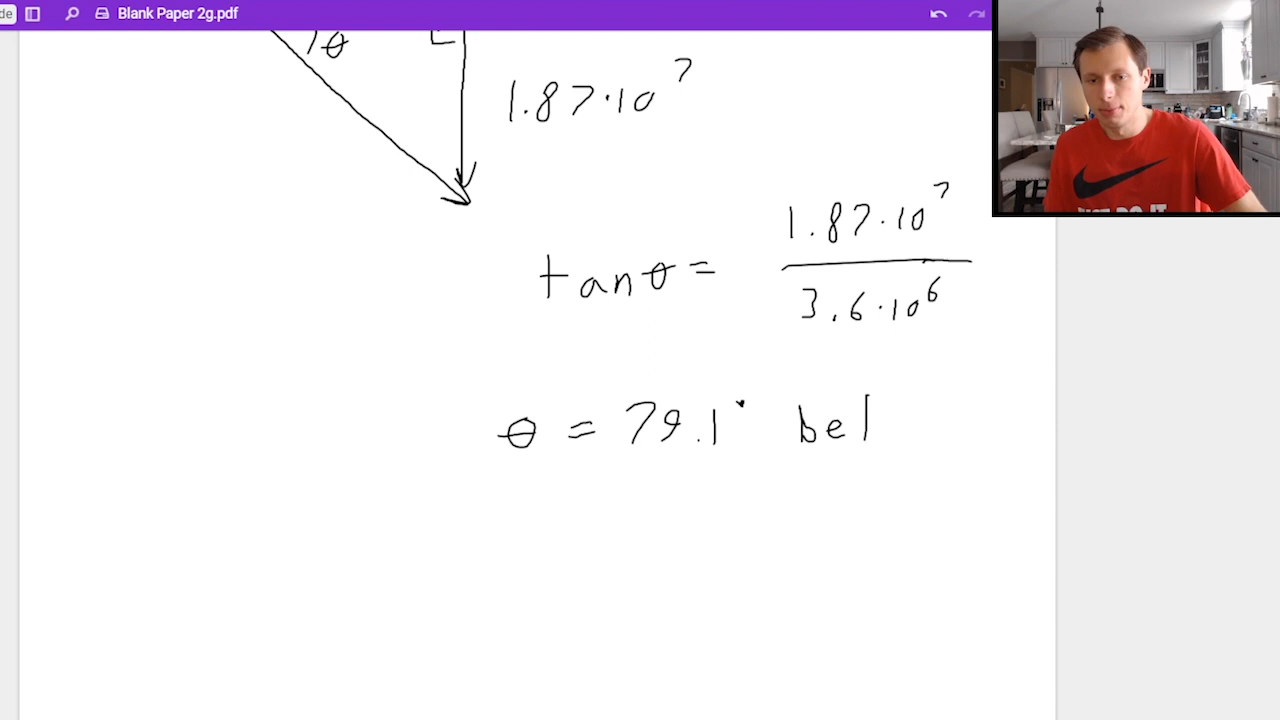 Blank Paper 2g.pdf
θ
1.87·10⁷
tanθ = 1.87·10⁷
3.6·10⁶
θ = 79.1° bel